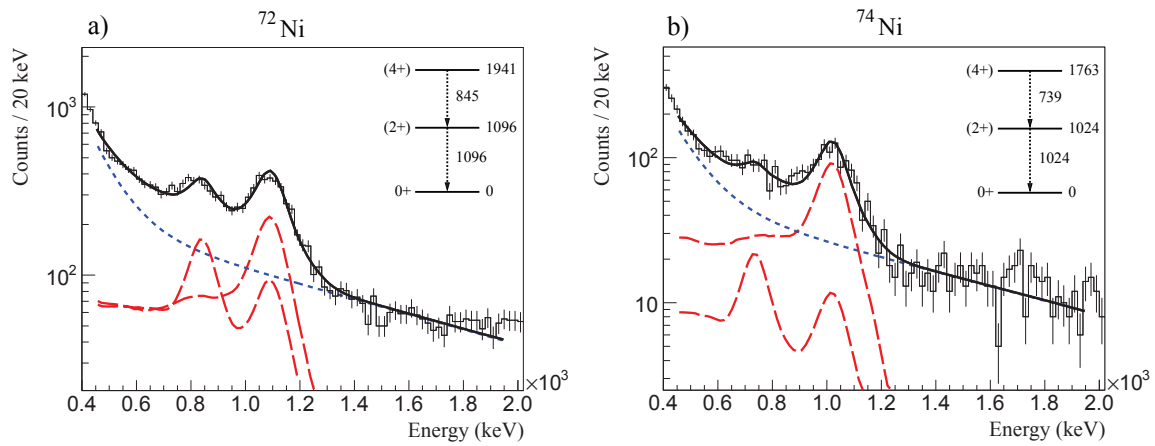 a)
⁷²Ni
Counts / 20 keV
10³
10²
(4+) 1941
845
(2+) 1096
1096
0+ 0
0.4 0.6 0.8 1.0 1.2 1.4 1.6 1.8 2.0
×10³
Energy (keV)
b)
⁷⁴Ni
Counts / 20 keV
10²
10
(4+) 1763
739
(2+) 1024
1024
0+ 0
0.4 0.6 0.8 1.0 1.2 1.4 1.6 1.8 2.0
×10³
Energy (keV)